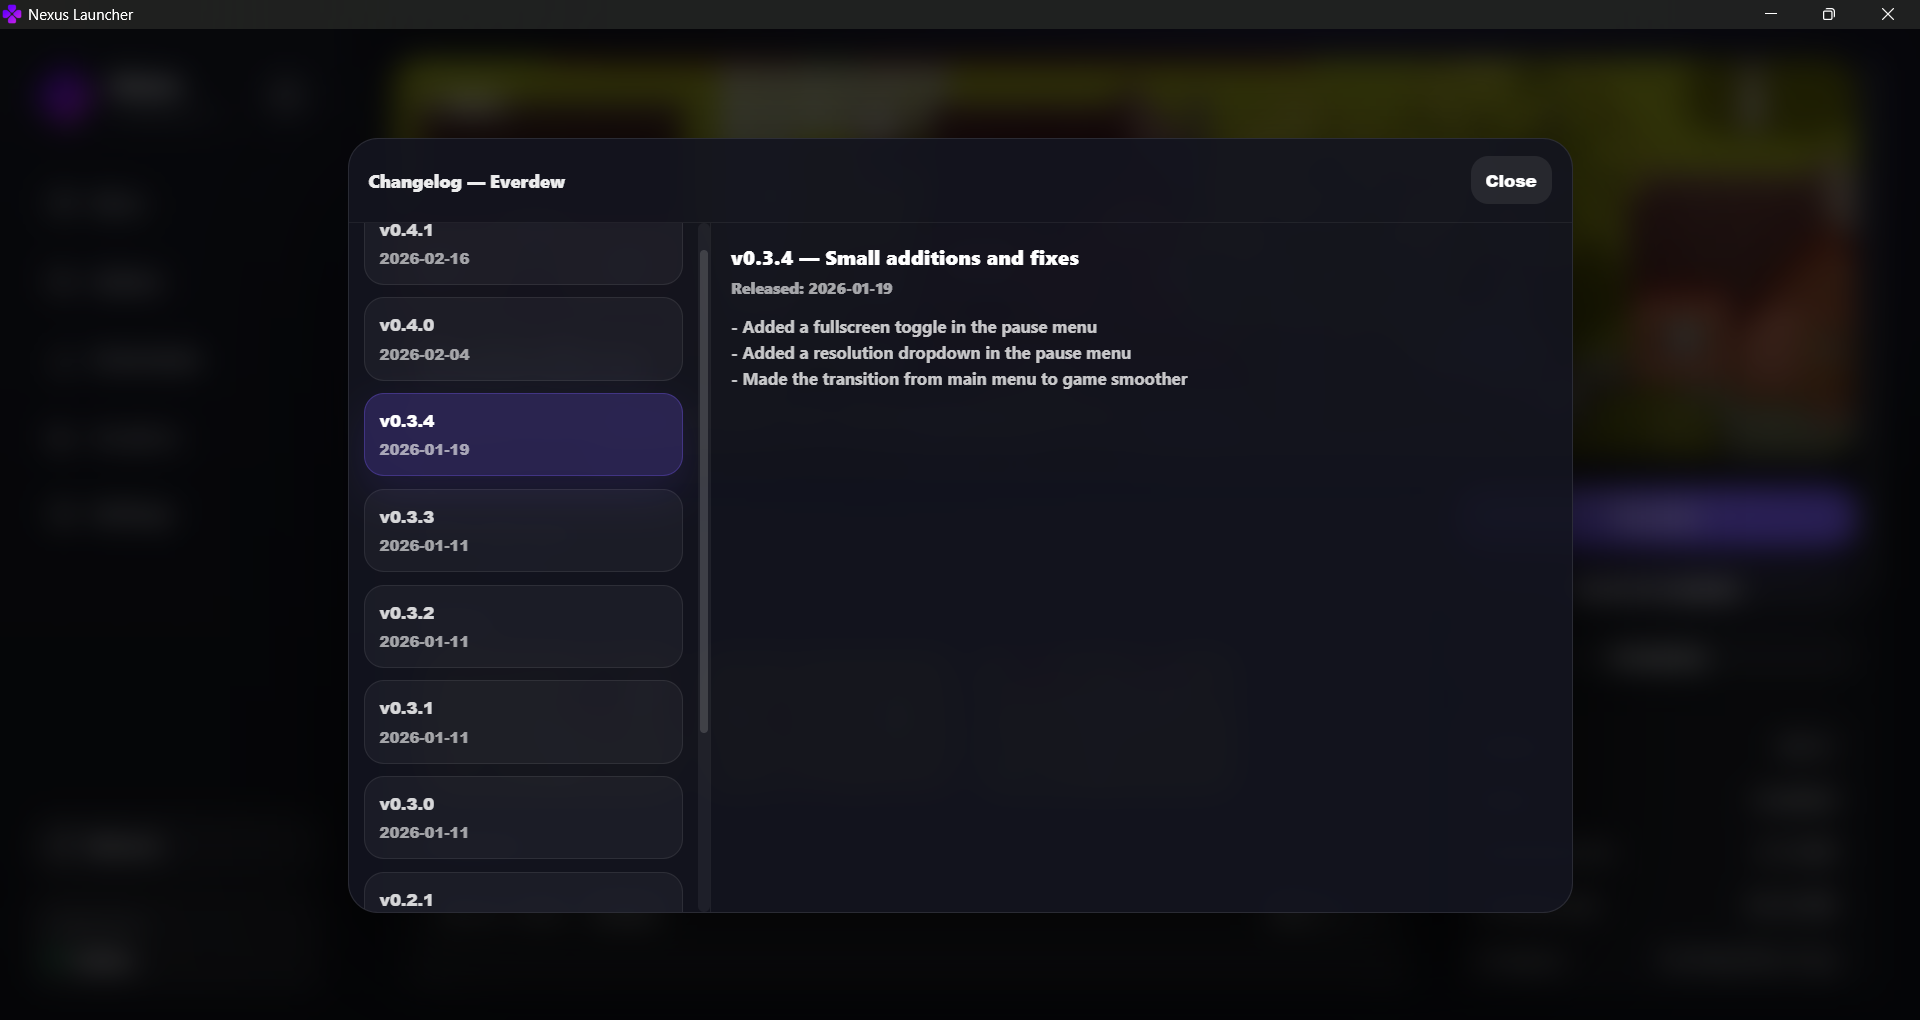 Nexus Launcher
Changelog — Everdew
Close
v0.4.1
2026-02-16
v0.4.0
2026-02-04
v0.3.4
2026-01-19
v0.3.3
2026-01-11
v0.3.2
2026-01-11
v0.3.1
2026-01-11
v0.3.0
2026-01-11
v0.2.1
v0.3.4 — Small additions and fixes
Released: 2026-01-19
- Added a fullscreen toggle in the pause menu
- Added a resolution dropdown in the pause menu
- Made the transition from main menu to game smoother